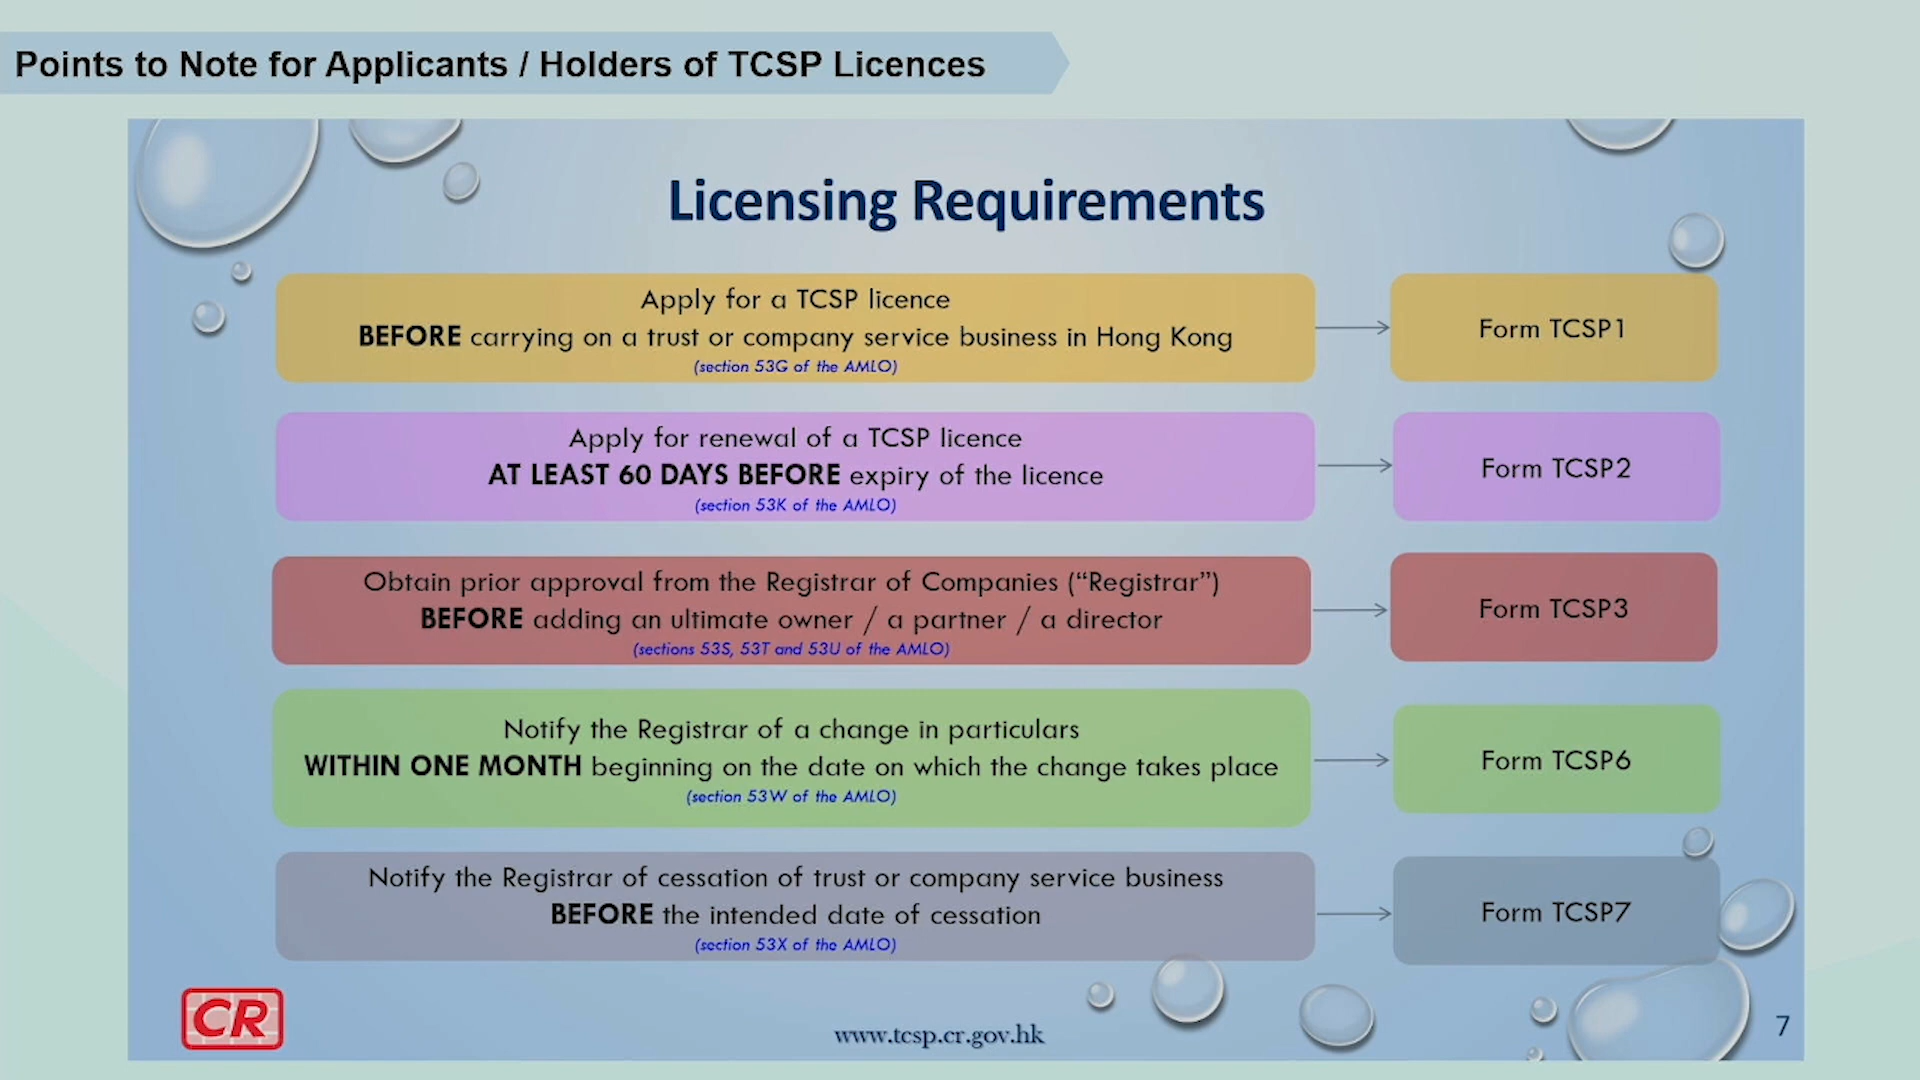 Points to Note for Applicants / Holders of TCSP Licences
Licensing Requirements
Apply for a TCSP licence
BEFORE carrying on a trust or company service business in Hong Kong
(section 53G of the AMLO)
Form TCSP1
Apply for renewal of a TCSP licence
AT LEAST 60 DAYS BEFORE expiry of the licence
(section 53K of the AMLO)
Form TCSP2
Obtain prior approval from the Registrar of Companies (“Registrar”)
BEFORE adding an ultimate owner / a partner / a director
(sections 53S, 53T and 53U of the AMLO)
Form TCSP3
Notify the Registrar of a change in particulars
WITHIN ONE MONTH beginning on the date on which the change takes place
(section 53W of the AMLO)
Form TCSP6
Notify the Registrar of cessation of trust or company service business
BEFORE the intended date of cessation
(section 53X of the AMLO)
Form TCSP7
CR
www.tcsp.cr.gov.hk
7